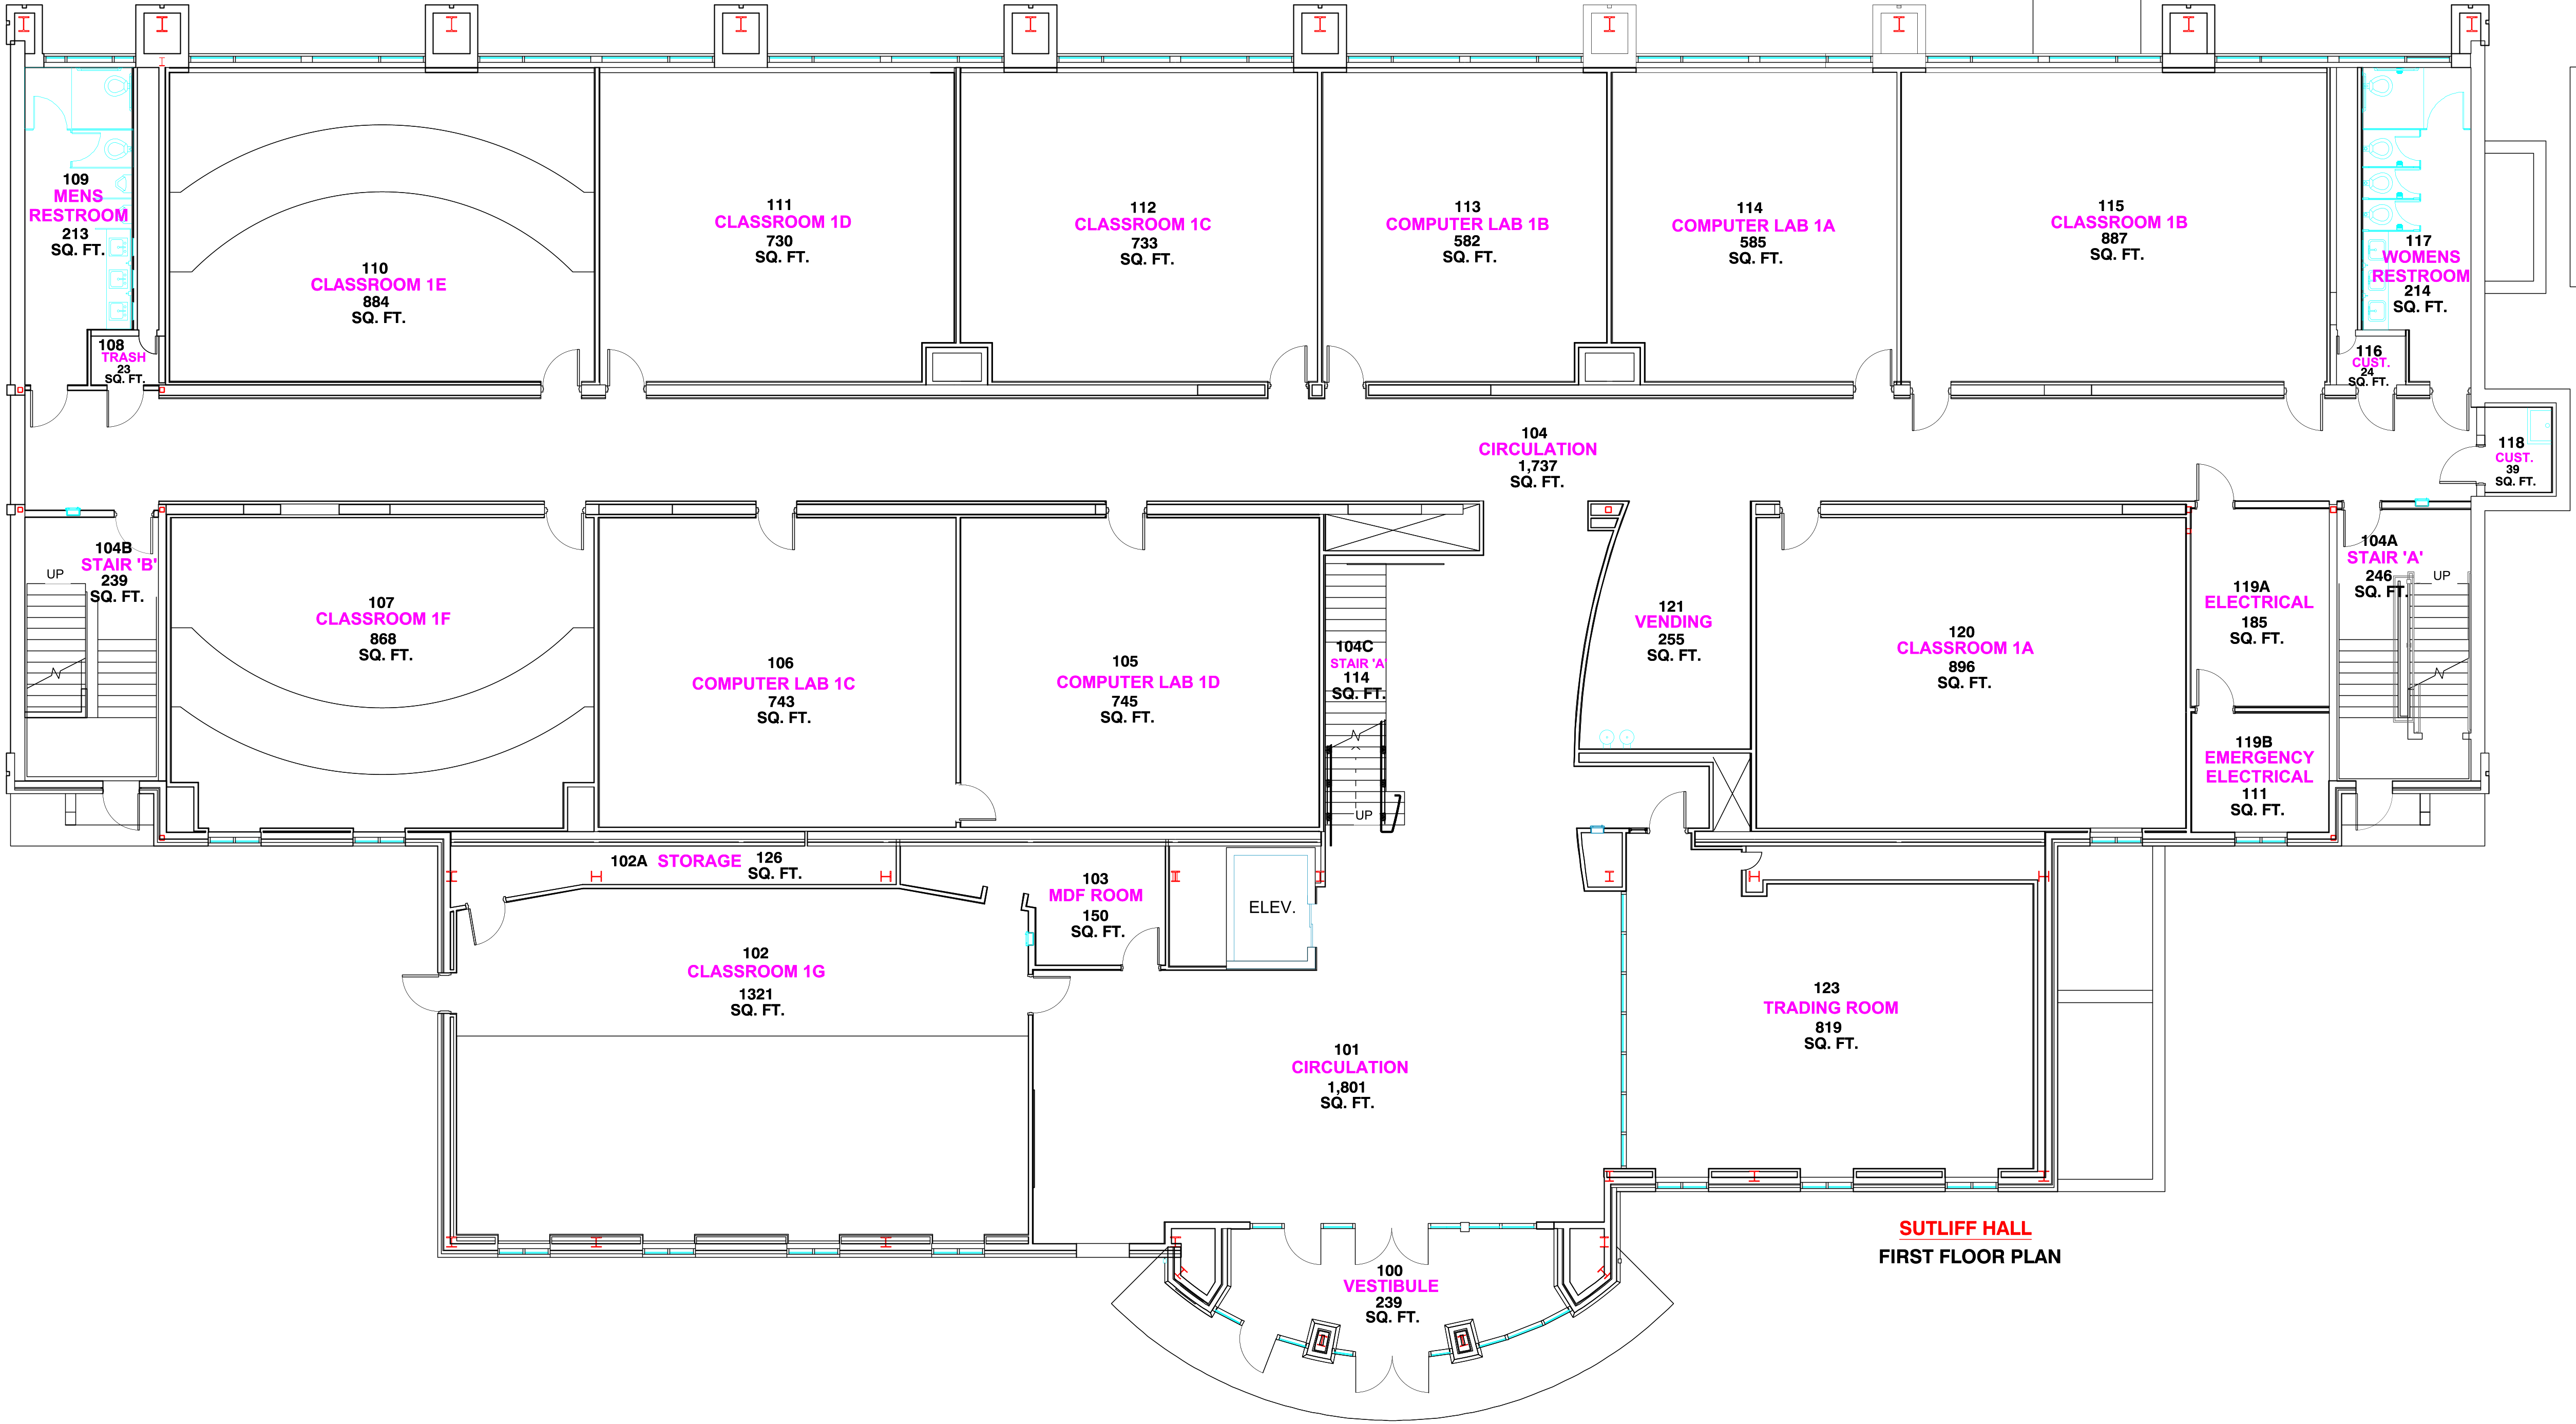 109
MENS
RESTROOM
213
SQ. FT.
108
TRASH
23
SQ. FT.
110
CLASSROOM 1E
884
SQ. FT.
111
CLASSROOM 1D
730
SQ. FT.
112
CLASSROOM 1C
733
SQ. FT.
113
COMPUTER LAB 1B
582
SQ. FT.
114
COMPUTER LAB 1A
585
SQ. FT.
115
CLASSROOM 1B
887
SQ. FT.
117
WOMENS
RESTROOM
214
SQ. FT.
116
CUST.
24
SQ. FT.
104
CIRCULATION
1,737
SQ. FT.
118
CUST.
39
SQ. FT.
104B
STAIR 'B'
239
SQ. FT.
UP
107
CLASSROOM 1F
868
SQ. FT.
106
COMPUTER LAB 1C
743
SQ. FT.
105
COMPUTER LAB 1D
745
SQ. FT.
104C
STAIR 'A'
114
SQ. FT.
UP
121
VENDING
255
SQ. FT.
120
CLASSROOM 1A
896
SQ. FT.
119A
ELECTRICAL
185
SQ. FT.
104A
STAIR 'A'
246
SQ. FT.
UP
119B
EMERGENCY
ELECTRICAL
111
SQ. FT.
102A STORAGE 126
SQ. FT.
103
MDF ROOM
150
SQ. FT.
ELEV.
102
CLASSROOM 1G
1321
SQ. FT.
123
TRADING ROOM
819
SQ. FT.
101
CIRCULATION
1,801
SQ. FT.
100
VESTIBULE
239
SQ. FT.
SUTLIFF HALL
FIRST FLOOR PLAN